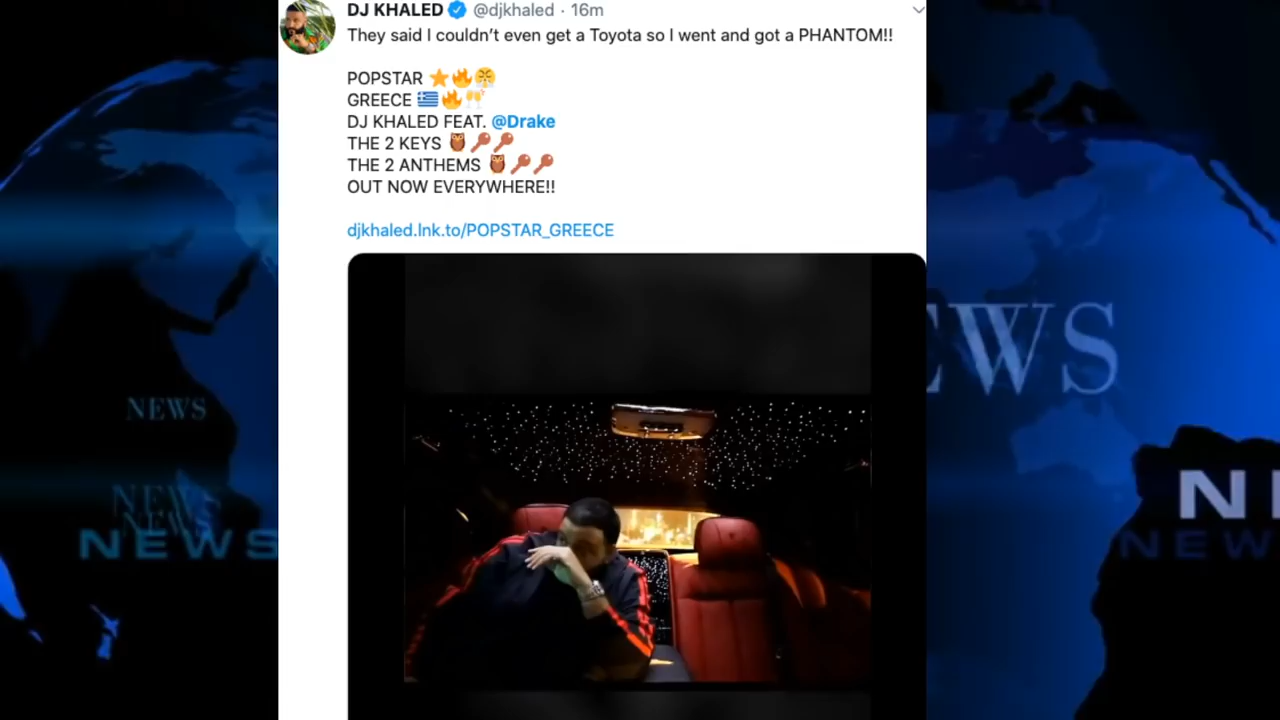 DJ KHALED @djkhaled · 16m
They said I couldn’t even get a Toyota so I went and got a PHANTOM!!
POPSTAR ⭐🔥😤
GREECE 🇬🇷🔥🥂
DJ KHALED FEAT. @Drake
THE 2 KEYS 🦉🔑🔑
THE 2 ANTHEMS 🦉🔑🔑
OUT NOW EVERYWHERE!!
djkhaled.lnk.to/POPSTAR_GREECE
EWS
NEWS
NEWS
NEWS
NEWS
N
NEW